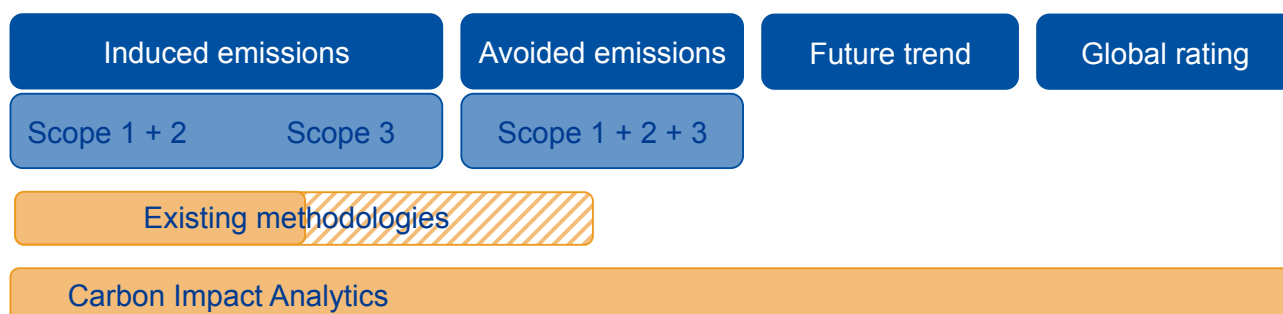 Induced emissions
Avoided emissions
Future trend
Global rating
Scope 1 + 2
Scope 3
Scope 1 + 2 + 3
Existing methodologies
Carbon Impact Analytics